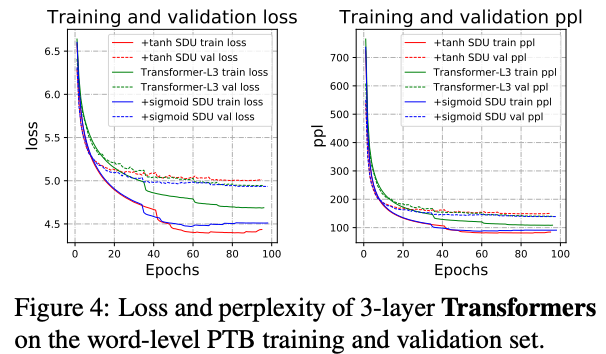 Training and validation loss
Training and validation ppl
+tanh SDU train loss
+tanh SDU val loss
Transformer-L3 train loss
Transformer-L3 val loss
+sigmoid SDU train loss
+sigmoid SDU val loss
6.5
6.0
5.5
5.0
4.5
loss
0
20
40
60
80
100
Epochs
+tanh SDU train ppl
+tanh SDU val ppl
Transformer-L3 train ppl
Transformer-L3 val ppl
+sigmoid SDU train ppl
+sigmoid SDU val ppl
700
600
500
400
300
200
100
ppl
0
20
40
60
80
100
Epochs
Figure 4: Loss and perplexity of 3-layer Transformers
on the word-level PTB training and validation set.